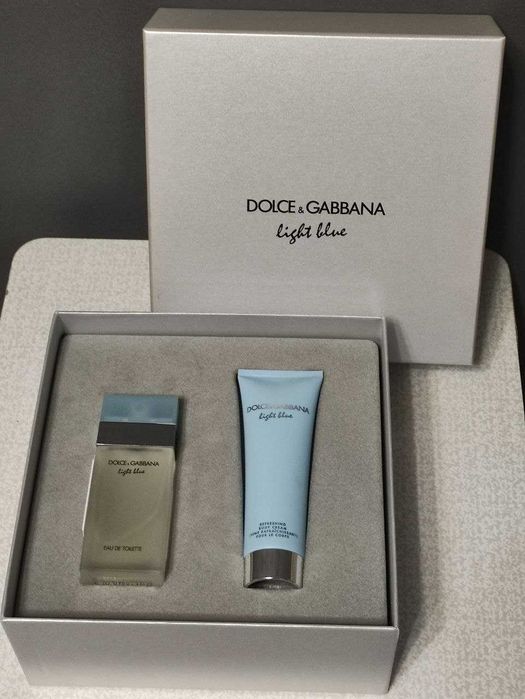 DOLCE & GABBANA
light blue
DOLCE & GABBANA
light blue
EAU DE TOILETTE
DOLCE&GABBANA
light blue
REFRESHING
BODY CREAM
POUR LE CORPS